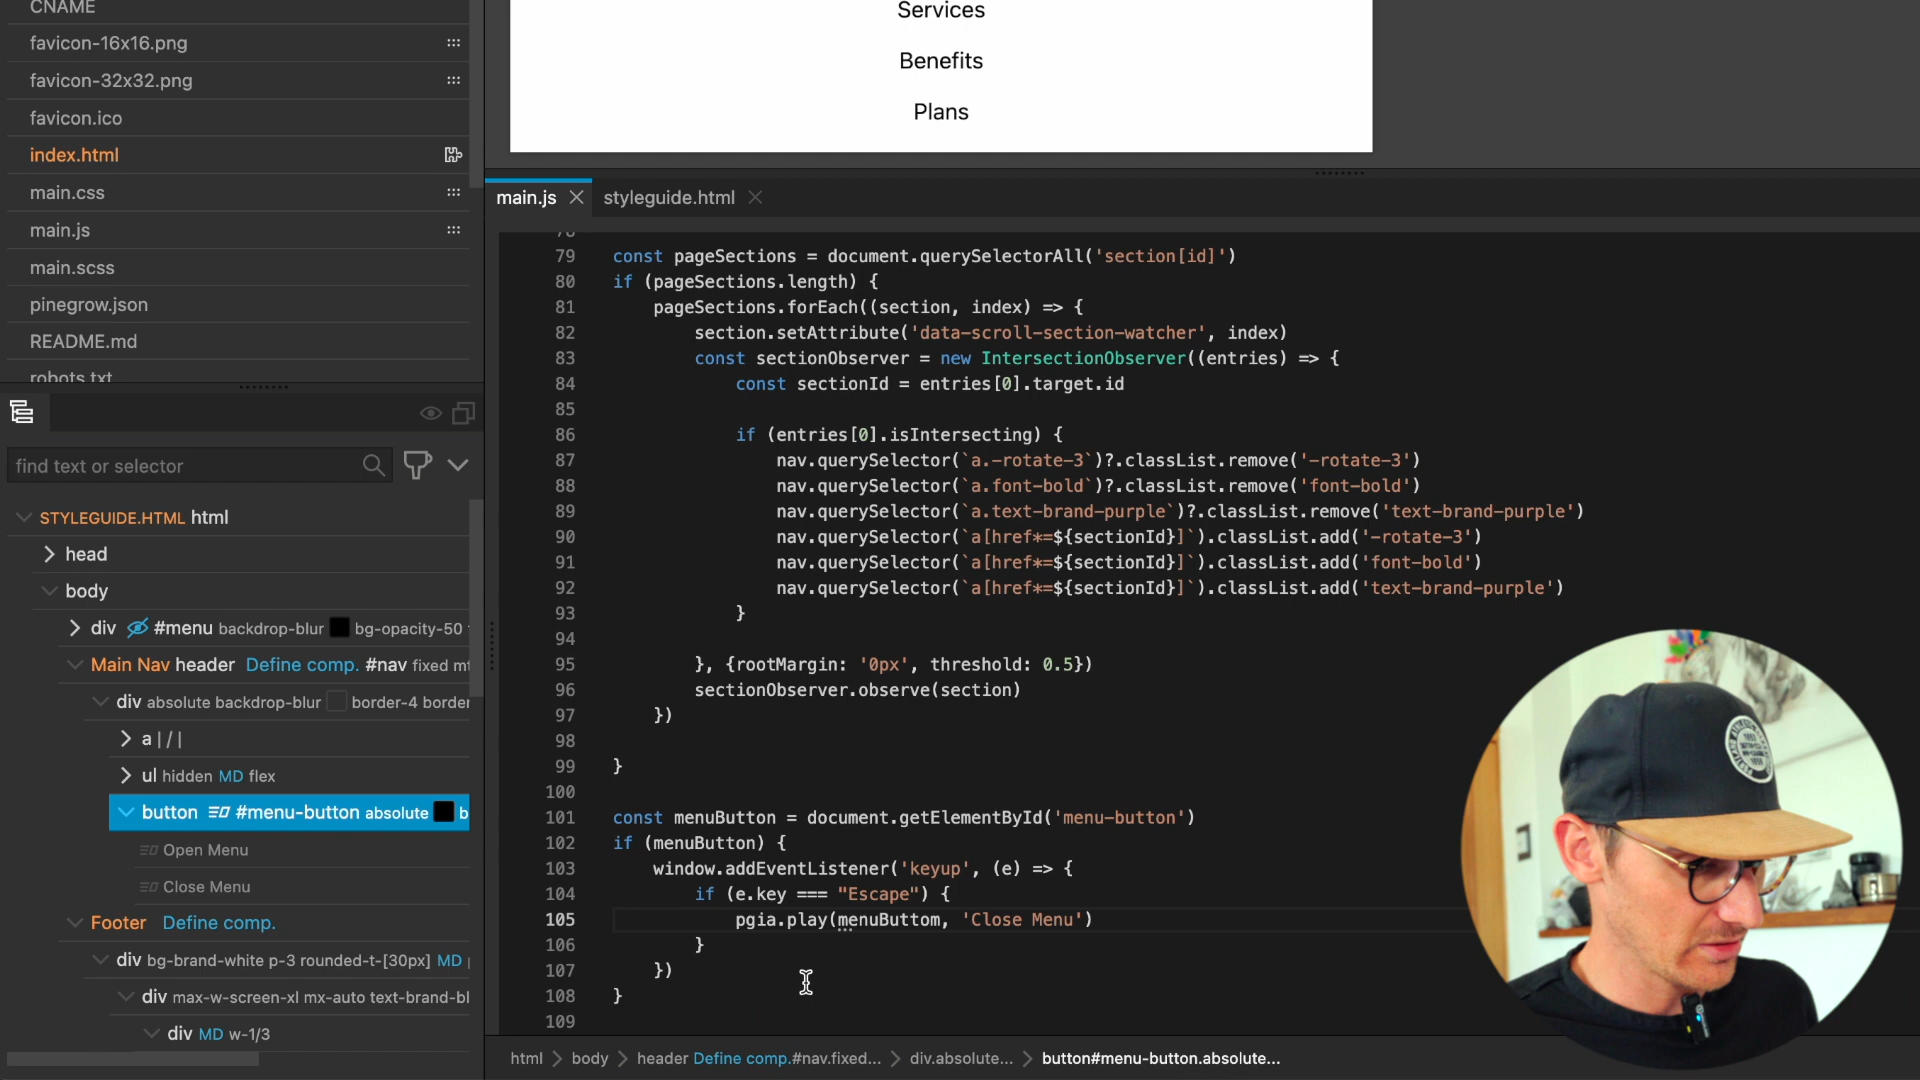 CNAME
favicon-16x16.png
favicon-32x32.png
favicon.ico
index.html
main.css
main.js
main.scss
pinegrow.json
README.md
robots.txt
find text or selector
STYLEGUIDE.HTML html
head
body
div #menu backdrop-blur bg-opacity-50
Main Nav header Define comp. #nav fixed
div absolute backdrop-blur border-4 border
a | / |
ul hidden MD flex
button #menu-button absolute b
Open Menu
Close Menu
Footer Define comp.
div bg-brand-white p-3 rounded-t-[30px] MD
div max-w-screen-xl mx-auto text-brand-bl
div MD w-1/3
Services
Benefits
Plans
main.js
styleguide.html
78
79 const pageSections = document.querySelectorAll('section[id]')
80 if (pageSections.length) {
81 pageSections.forEach((section, index) => {
82 section.setAttribute('data-scroll-section-watcher', index)
83 const sectionObserver = new IntersectionObserver((entries) => {
84 const sectionId = entries[0].target.id
85
86 if (entries[0].isIntersecting) {
87 nav.querySelector(`a.-rotate-3`)?.classList.remove('-rotate-3')
88 nav.querySelector(`a.font-bold`)?.classList.remove('font-bold')
89 nav.querySelector(`a.text-brand-purple`)?.classList.remove('text-brand-purple')
90 nav.querySelector(`a[href*=${sectionId}]`).classList.add('-rotate-3')
91 nav.querySelector(`a[href*=${sectionId}]`).classList.add('font-bold')
92 nav.querySelector(`a[href*=${sectionId}]`).classList.add('text-brand-purple')
93 }
94
95 }, {rootMargin: '0px', threshold: 0.5})
96 sectionObserver.observe(section)
97 })
98
99 }
100
101 const menuButton = document.getElementById('menu-button')
102 if (menuButton) {
103 window.addEventListener('keyup', (e) => {
104 if (e.key === "Escape") {
105 pgia.play(menuButtom, 'Close Menu')
106 }
107 })
108 }
109
html body header Define comp.#nav.fixed... div.absolute... button#menu-button.absolute...